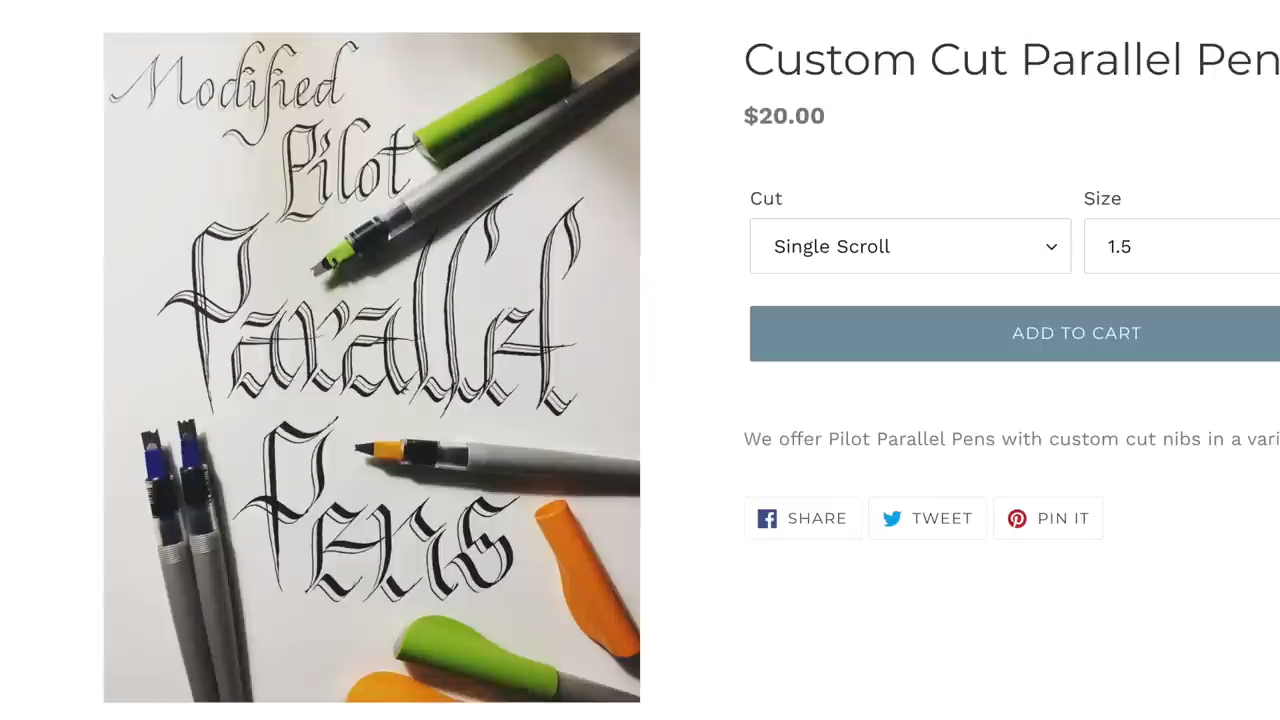 Modified
Pilot
Parallel
Pens
Custom Cut Parallel Pen
$20.00
Cut
Size
Single Scroll
1.5
ADD TO CART
We offer Pilot Parallel Pens with custom cut nibs in a vari
SHARE
TWEET
PIN IT